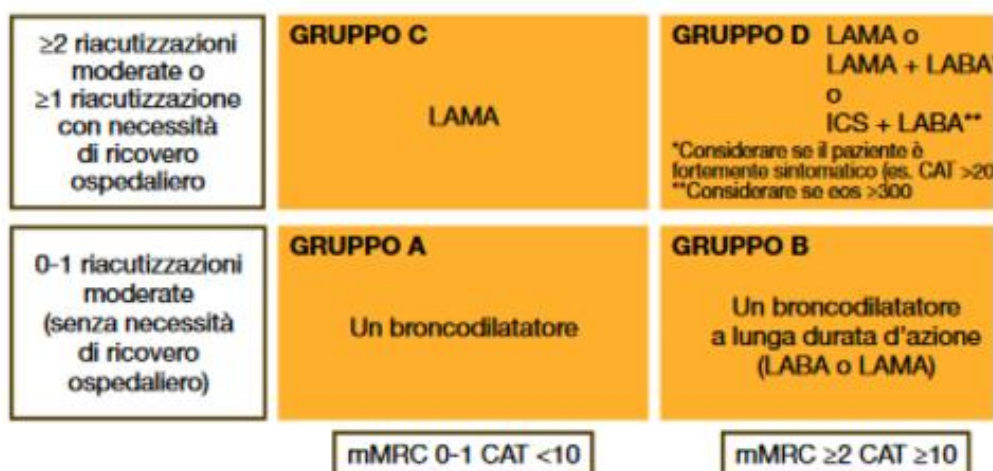 ≥2 riacutizzazioni
moderate o
≥1 riacutizzazione
con necessità
di ricovero
ospedaliero
GRUPPO C
LAMA
GRUPPO D LAMA o
LAMA + LABA*
o
ICS + LABA**
*Considerare se il paziente è
fortemente sintomatico (es. CAT >20
**Considerare se eos >300
0-1 riacutizzazioni
moderate
(senza necessità
di ricovero
ospedaliero)
GRUPPO A
Un broncodilatatore
GRUPPO B
Un broncodilatatore
a lunga durata d'azione
(LABA o LAMA)
mMRC 0-1 CAT <10
mMRC ≥2 CAT ≥10